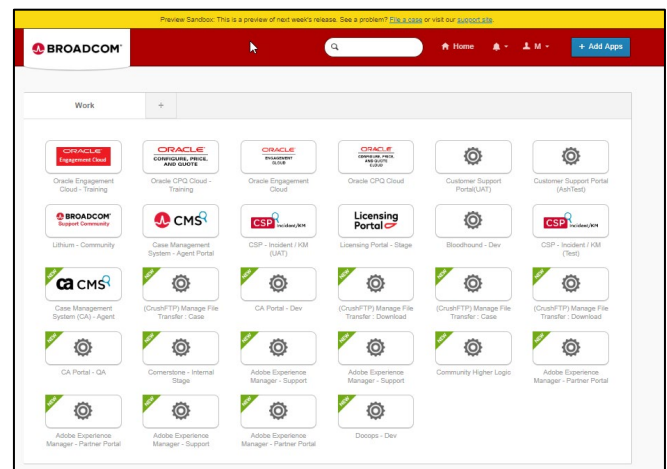 Preview Sandbox: This is a preview of next week's release. See a problem? File a case or visit our support site.
BROADCOM
Home
M
+ Add Apps
Work
+
ORACLE
Engagement Cloud
ORACLE
CONFIGURE, PRICE,
AND QUOTE
ORACLE
ENGAGEMENT
CLOUD
ORACLE
CONFIGURE, PRICE,
AND QUOTE
CLOUD
Oracle Engagement
Cloud - Training
Oracle CPQ Cloud -
Training
Oracle Engagement
Cloud
Oracle CPQ Cloud
Customer Support
Portal(UAT)
Customer Support Portal
(AshTest)
BROADCOM
Support Community
CMS
CSP Incident/KM
Licensing
Portal
CSP Incident/KM
Lithium - Community
Case Management
System - Agent Portal
CSP - Incident / KM
(UAT)
Licensing Portal - Stage
Bloodhound - Dev
CSP - Incident / KM
(Test)
NEW
ca CMS
NEW
NEW
NEW
NEW
NEW
Case Management
System (CA) - Agent
(CrushFTP) Manage File
Transfer : Case
CA Portal - Dev
(CrushFTP) Manage File
Transfer : Download
(CrushFTP) Manage File
Transfer : Case
(CrushFTP) Manage File
Transfer : Download
NEW
NEW
NEW
NEW
NEW
NEW
CA Portal - QA
Cornerstone - Internal
Stage
Adobe Experience
Manager - Support
Adobe Experience
Manager - Support
Community Higher Logic
Adobe Experience
Manager - Partner Portal
NEW
NEW
NEW
NEW
Adobe Experience
Manager - Partner Portal
Adobe Experience
Manager - Support
Adobe Experience
Manager - Partner Portal
Docops - Dev